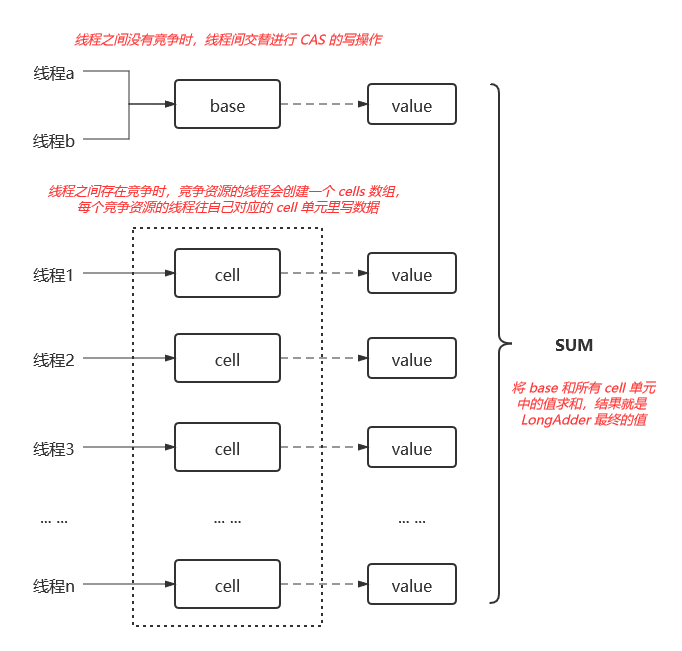 线程之间没有竞争时，线程间交替进行 CAS 的写操作
线程a
base
value
线程b
线程之间存在竞争时，竞争资源的线程会创建一个 cells 数组，
每个竞争资源的线程往自己对应的 cell 单元里写数据
线程1
cell
value
线程2
cell
value
SUM
将 base 和所有 cell 单元
中的值求和，结果就是
LongAdder 最终的值
线程3
cell
value
... ...
... ...
... ...
线程n
cell
value